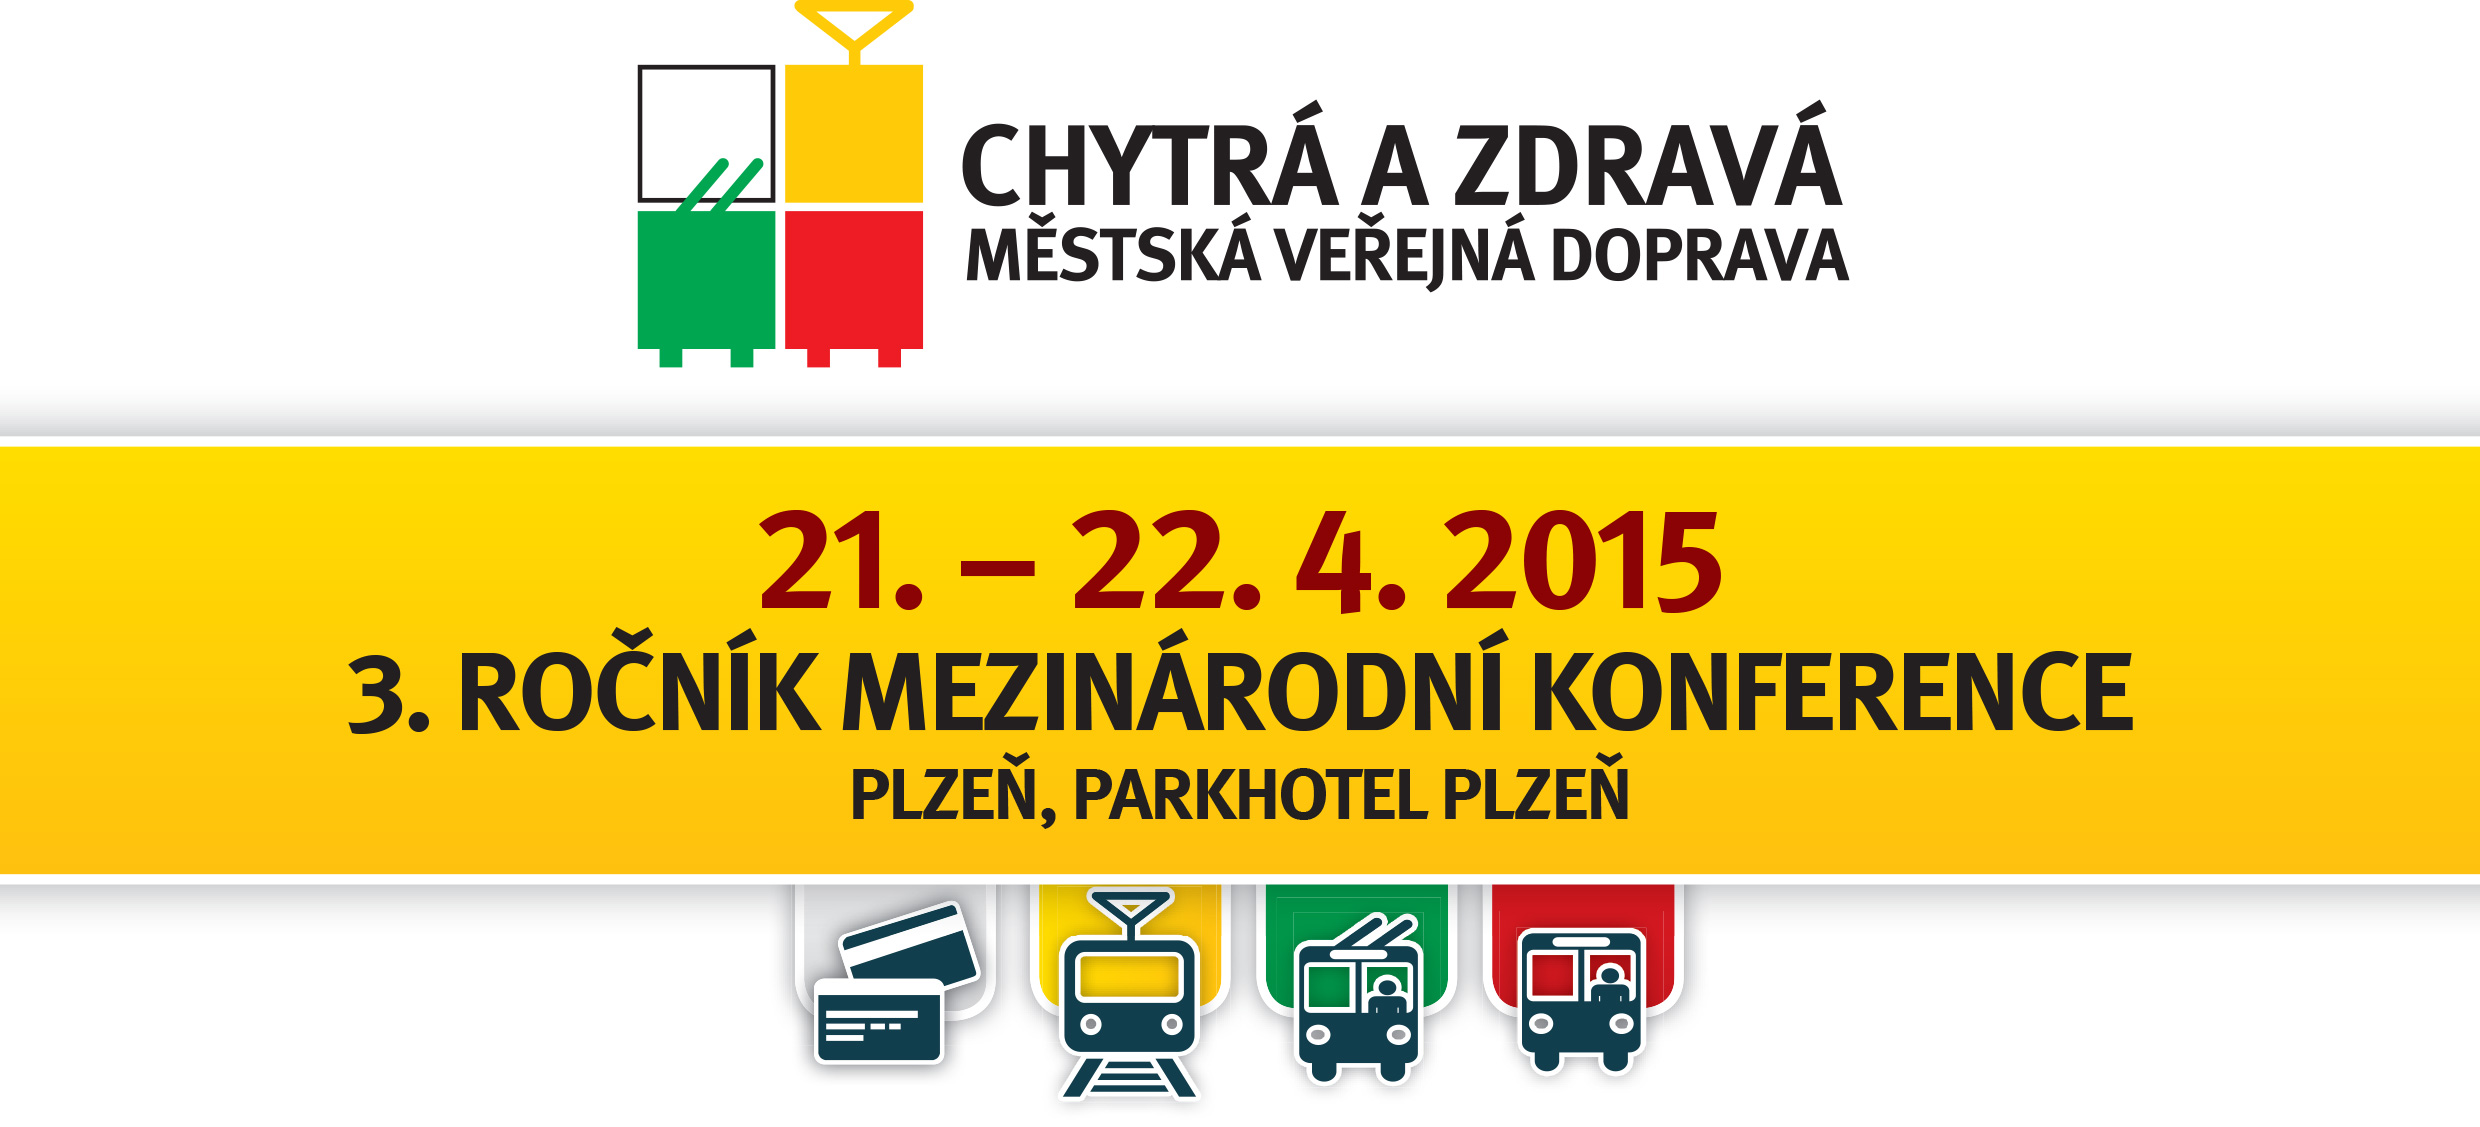 CHYTRÁ A ZDRAVÁ
MĚSTSKÁ VEŘEJNÁ DOPRAVA
21. – 22. 4. 2015
3. ROČNÍK MEZINÁRODNÍ KONFERENCE
PLZEŇ, PARKHOTEL PLZEŇ